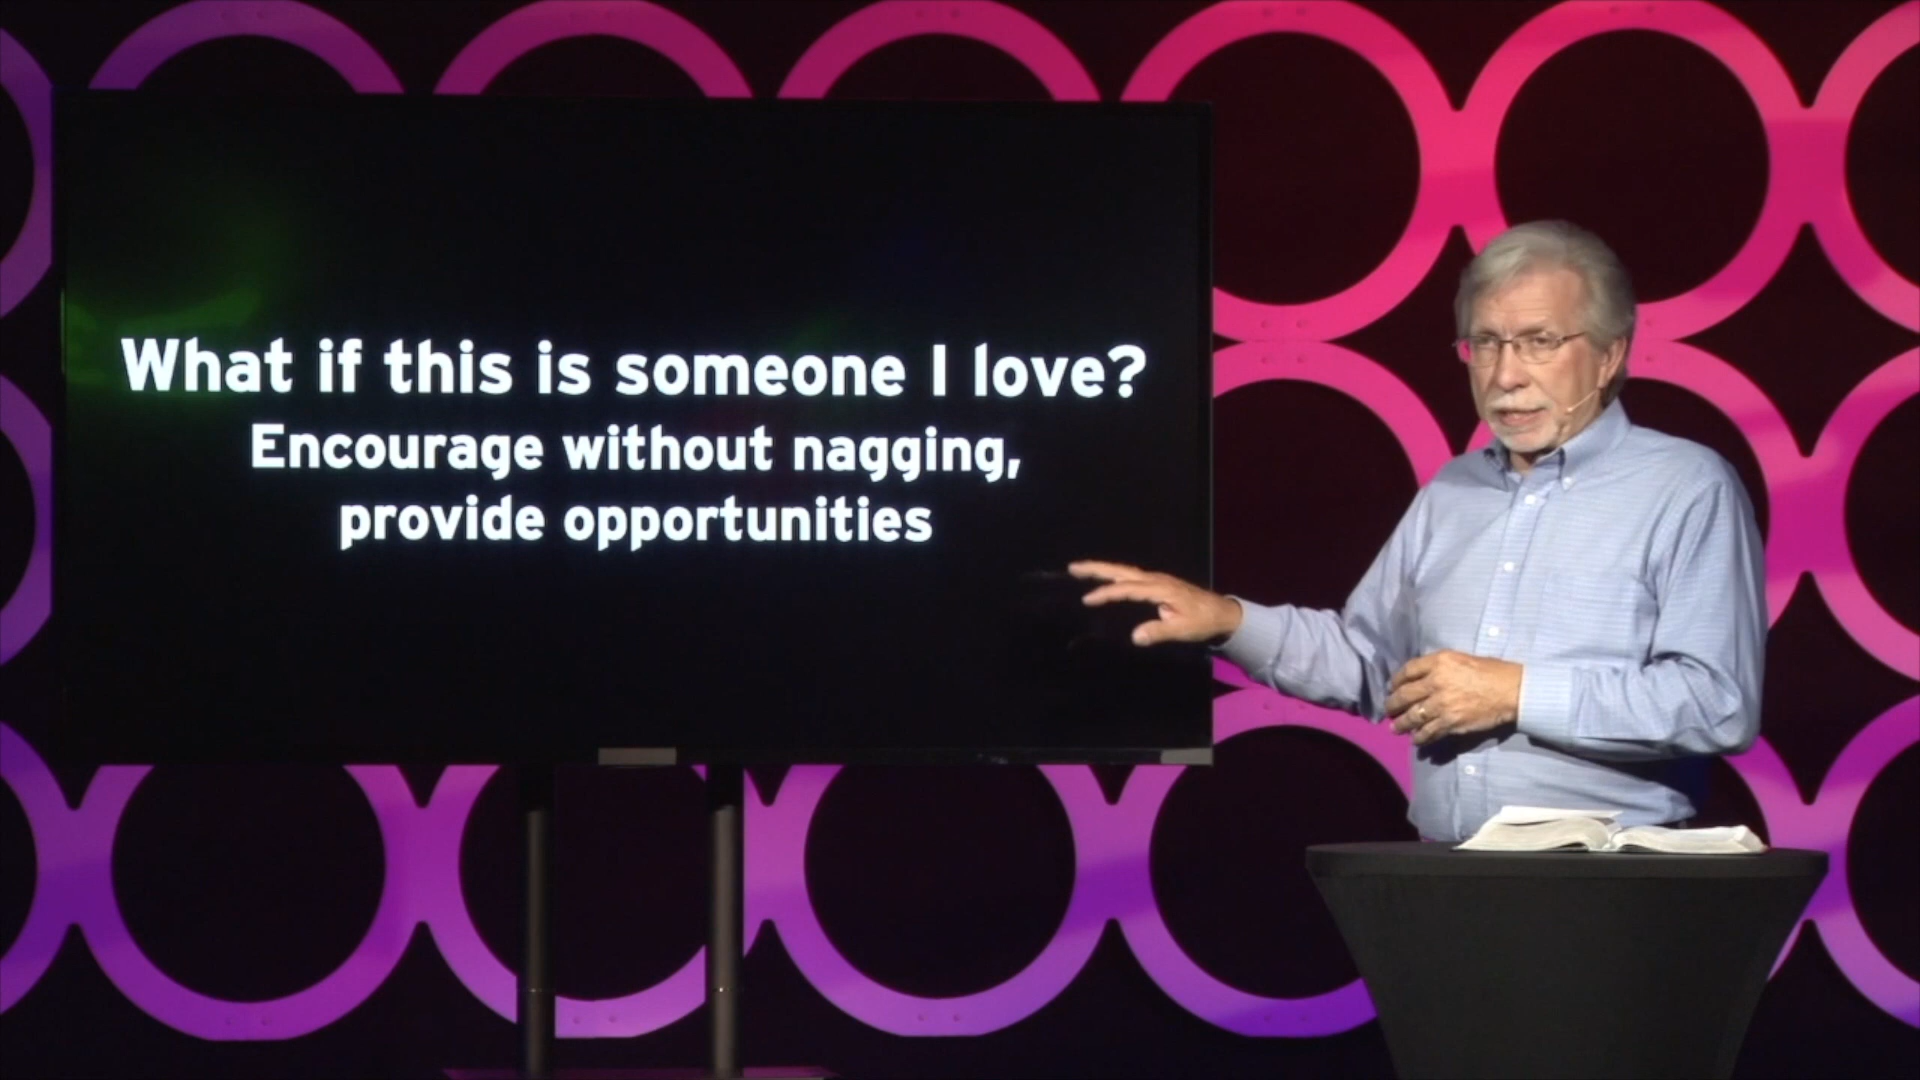 What if this is someone I love?
Encourage without nagging,
provide opportunities